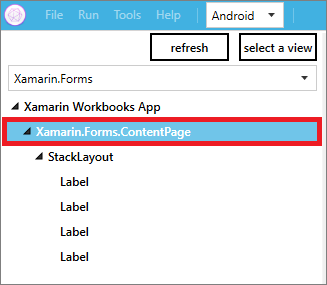 File Run Tools Help Android
refresh select a view
Xamarin.Forms
Xamarin Workbooks App
Xamarin.Forms.ContentPage
StackLayout
Label
Label
Label
Label